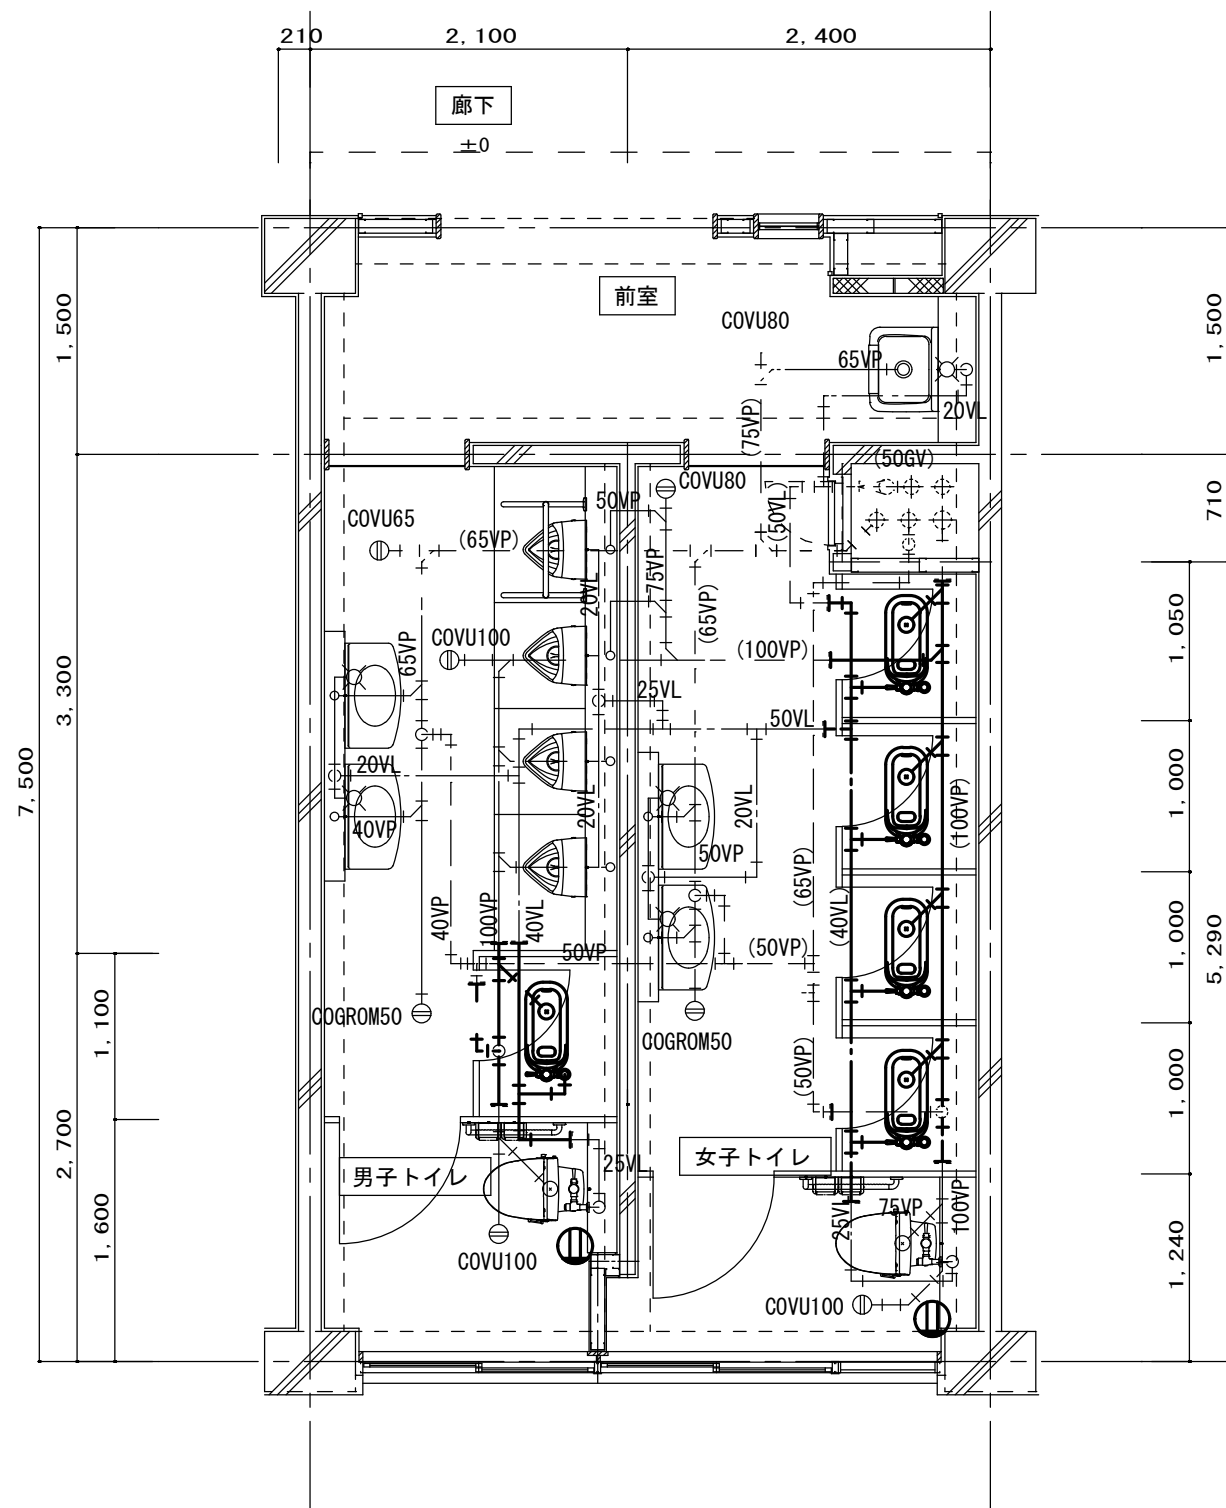 210
2,100
2,400
廊下
±0
前室
COVU80
65VP
1,500
1,500
(75VP)
20VL
(50GV)
COVU80
50VP
COVU65
(65VP)
(50VL)
710
75VP
20VL
(65VP)
COVU100
65VP
(100VP)
1,050
3,300
25VL
50VL
7,500
20VL
20VL
20VL
1,000
(100VP)
40VP
50VP
(65VP)
40VP
100VP
40VL
(40VL)
50VP
(50VP)
1,000
5,290
COGROM50
COGROM50
1,100
(50VP)
1,000
2,700
男子トイレ
女子トイレ
25VL
25VL
75VP
100VP
1,600
COVU100
COVU100
1,240